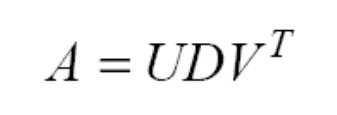 A = UDV^T